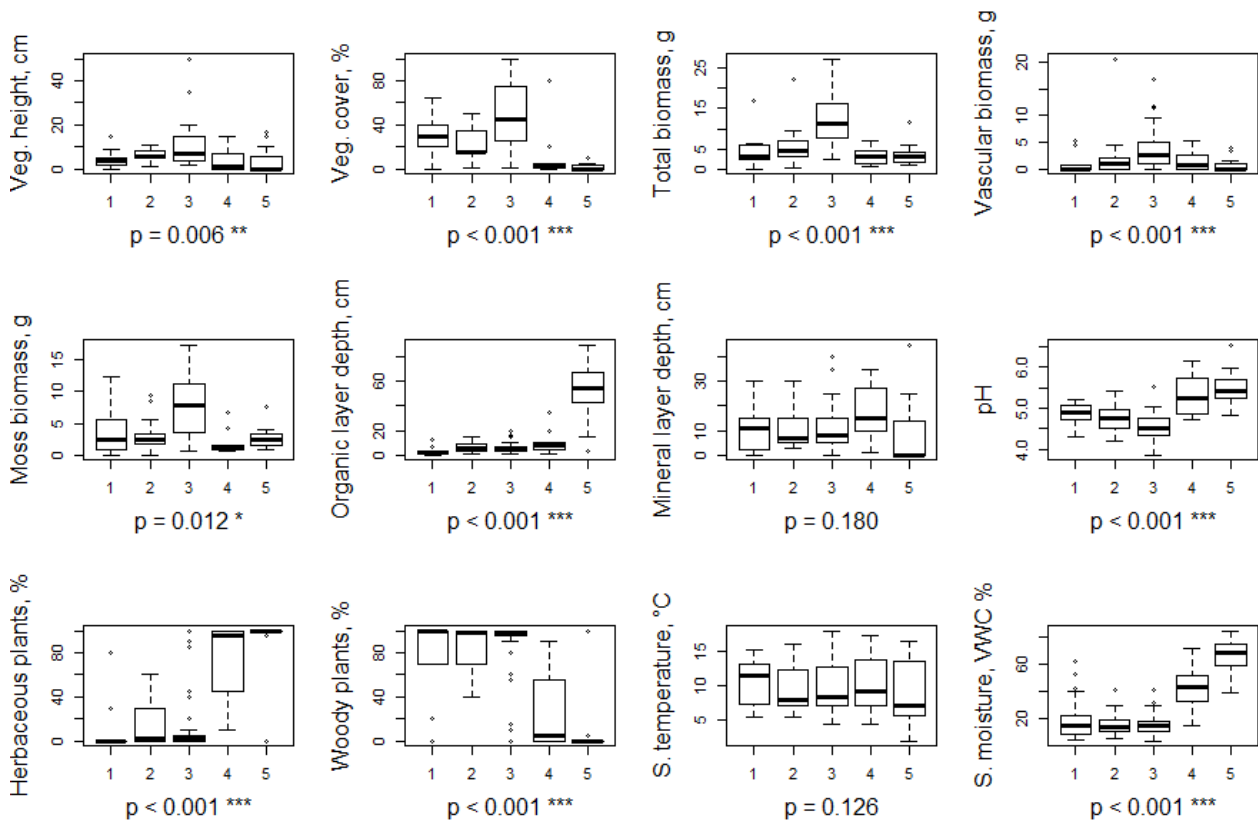 Veg. height, cm
0 20 40
1 2 3 4 5
p = 0.006 **
Veg. cover, %
0 40 80
1 2 3 4 5
p < 0.001 ***
Total biomass, g
0 5 15 25
1 2 3 4 5
p < 0.001 ***
Vascular biomass, g
0 5 10 20
1 2 3 4 5
p < 0.001 ***
Moss biomass, g
0 5 10 15
1 2 3 4 5
p = 0.012 *
Organic layer depth, cm
0 20 60
1 2 3 4 5
p < 0.001 ***
Mineral layer depth, cm
0 10 30
1 2 3 4 5
p = 0.180
pH
4.0 5.0 6.0
1 2 3 4 5
p < 0.001 ***
Herbaceous plants, %
0 40 80
1 2 3 4 5
p < 0.001 ***
Woody plants, %
0 40 80
1 2 3 4 5
p < 0.001 ***
S. temperature, °C
5 10 15
1 2 3 4 5
p = 0.126
S. moisture, VWC %
20 60
1 2 3 4 5
p < 0.001 ***